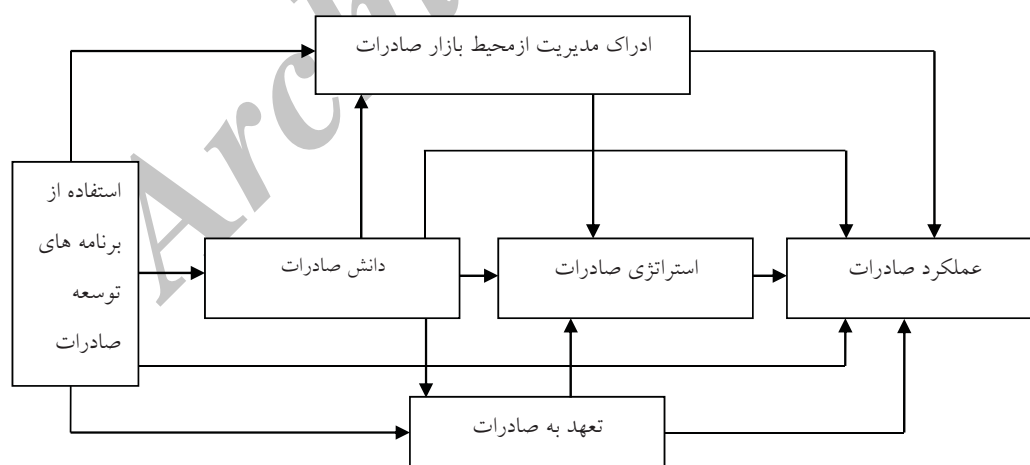 ادراک مدیریت ازمحیط بازار صادرات
استفاده از
برنامه های
توسعه
صادرات
دانش صادرات
استراتژی صادرات
عملکرد صادرات
تعهد به صادرات